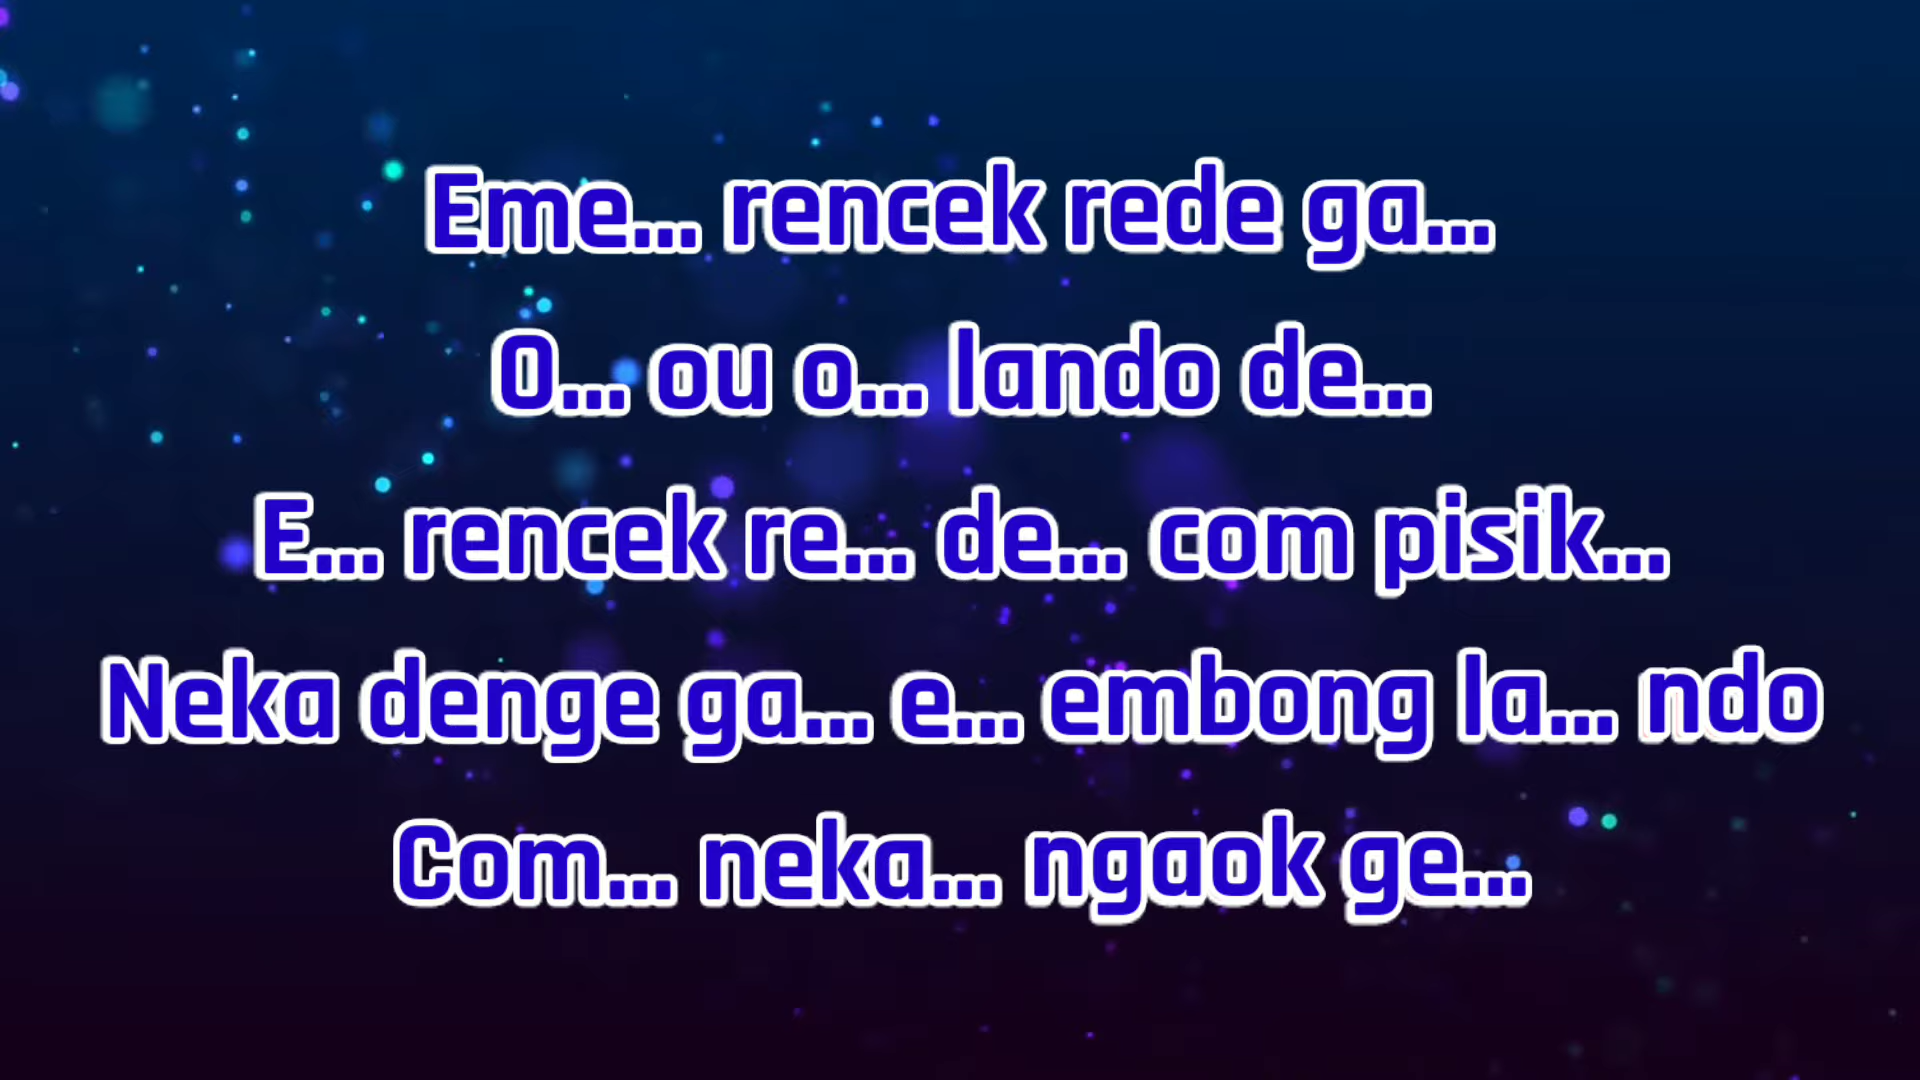 Eme... rencek rede ga...
O... ou o... lando de...
E... rencek re... de... com pisik...
Neka denge ga... e... embong la... ndo
Com... neka... ngaok ge...